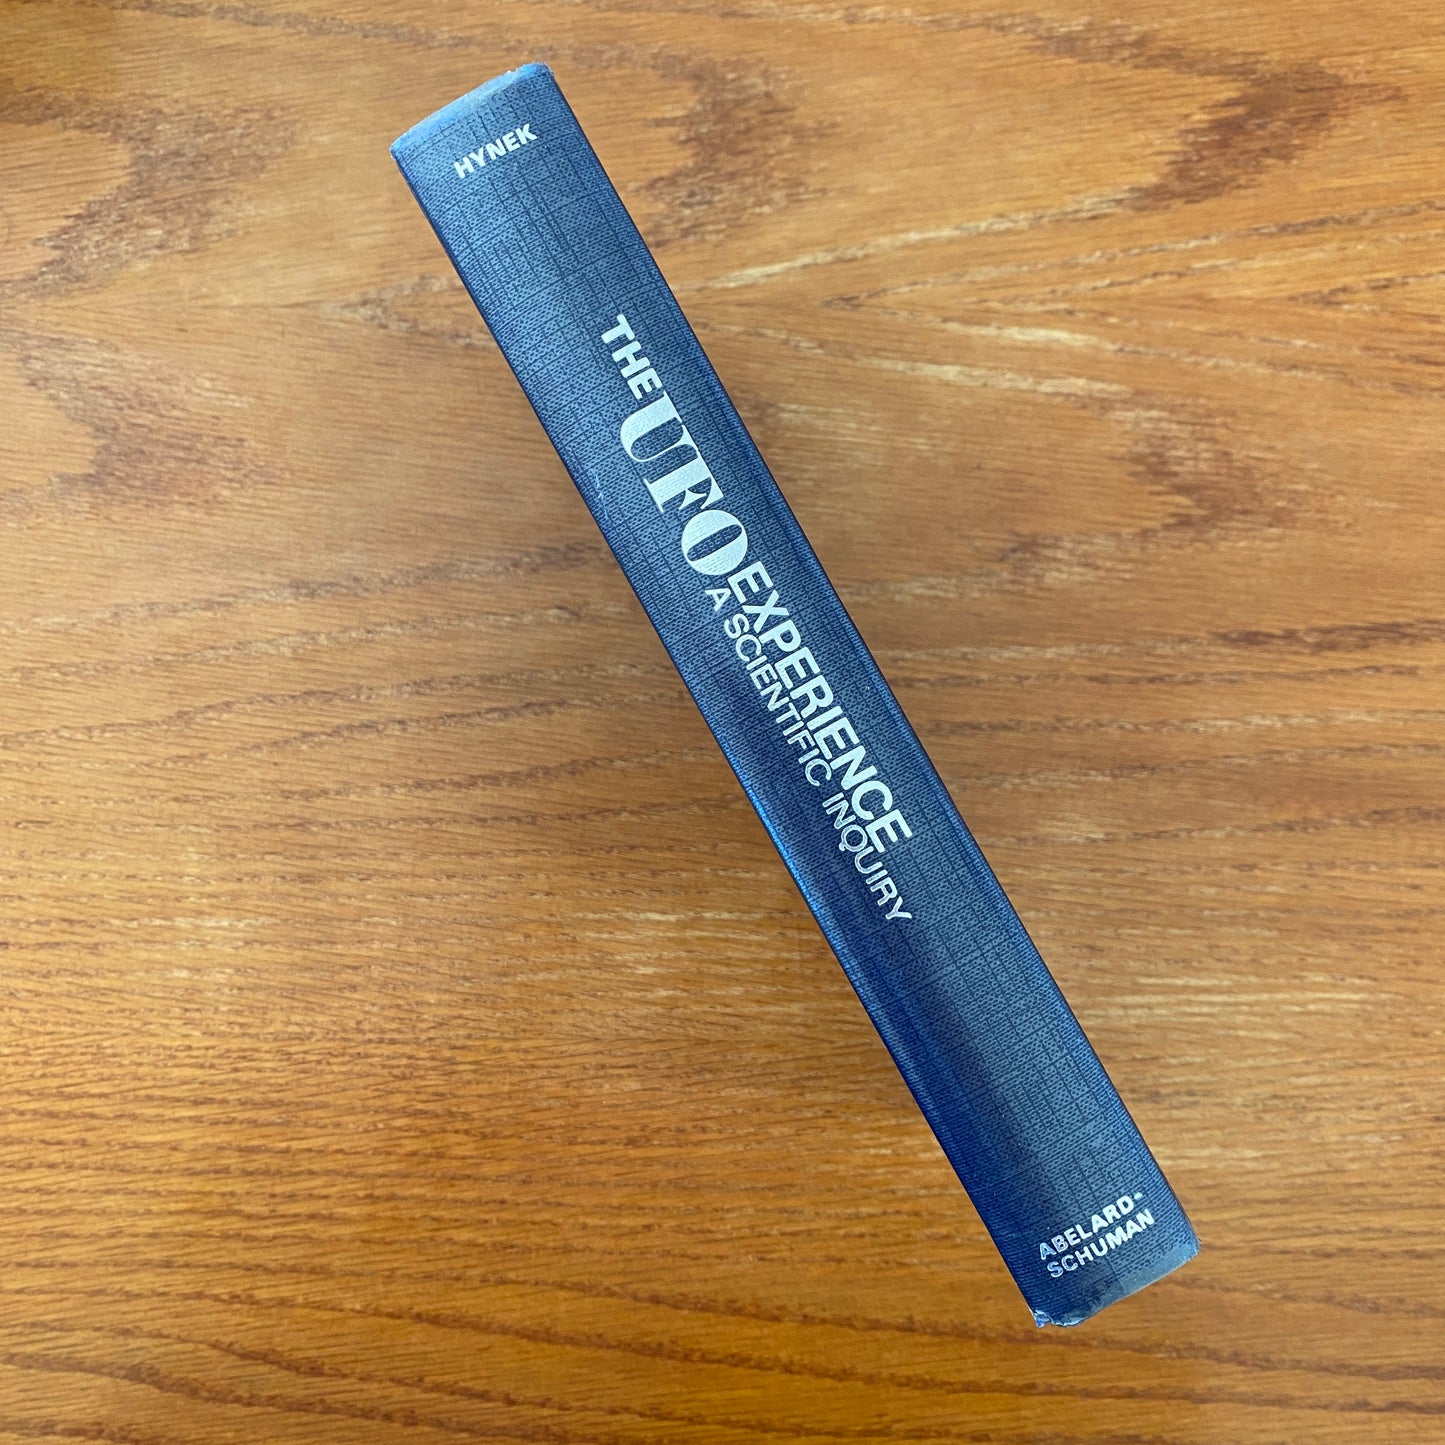 HYNEK
THE UFO EXPERIENCE
A SCIENTIFIC INQUIRY
ABELARD-
SCHUMAN